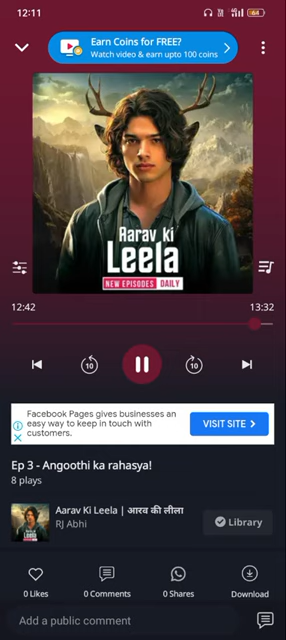 12:11
64
Earn Coins for FREE?
Watch video & earn upto 100 coins
Aarav ki
Leela
NEW EPISODES DAILY
12:42
13:32
10
10
Facebook Pages gives businesses an
easy way to keep in touch with
customers.
VISIT SITE
Ep 3 - Angoothi ka rahasya!
8 plays
Aarav Ki Leela | आरव की लीला
RJ Abhi
Library
0 Likes
0 Comments
0 Shares
Download
Add a public comment